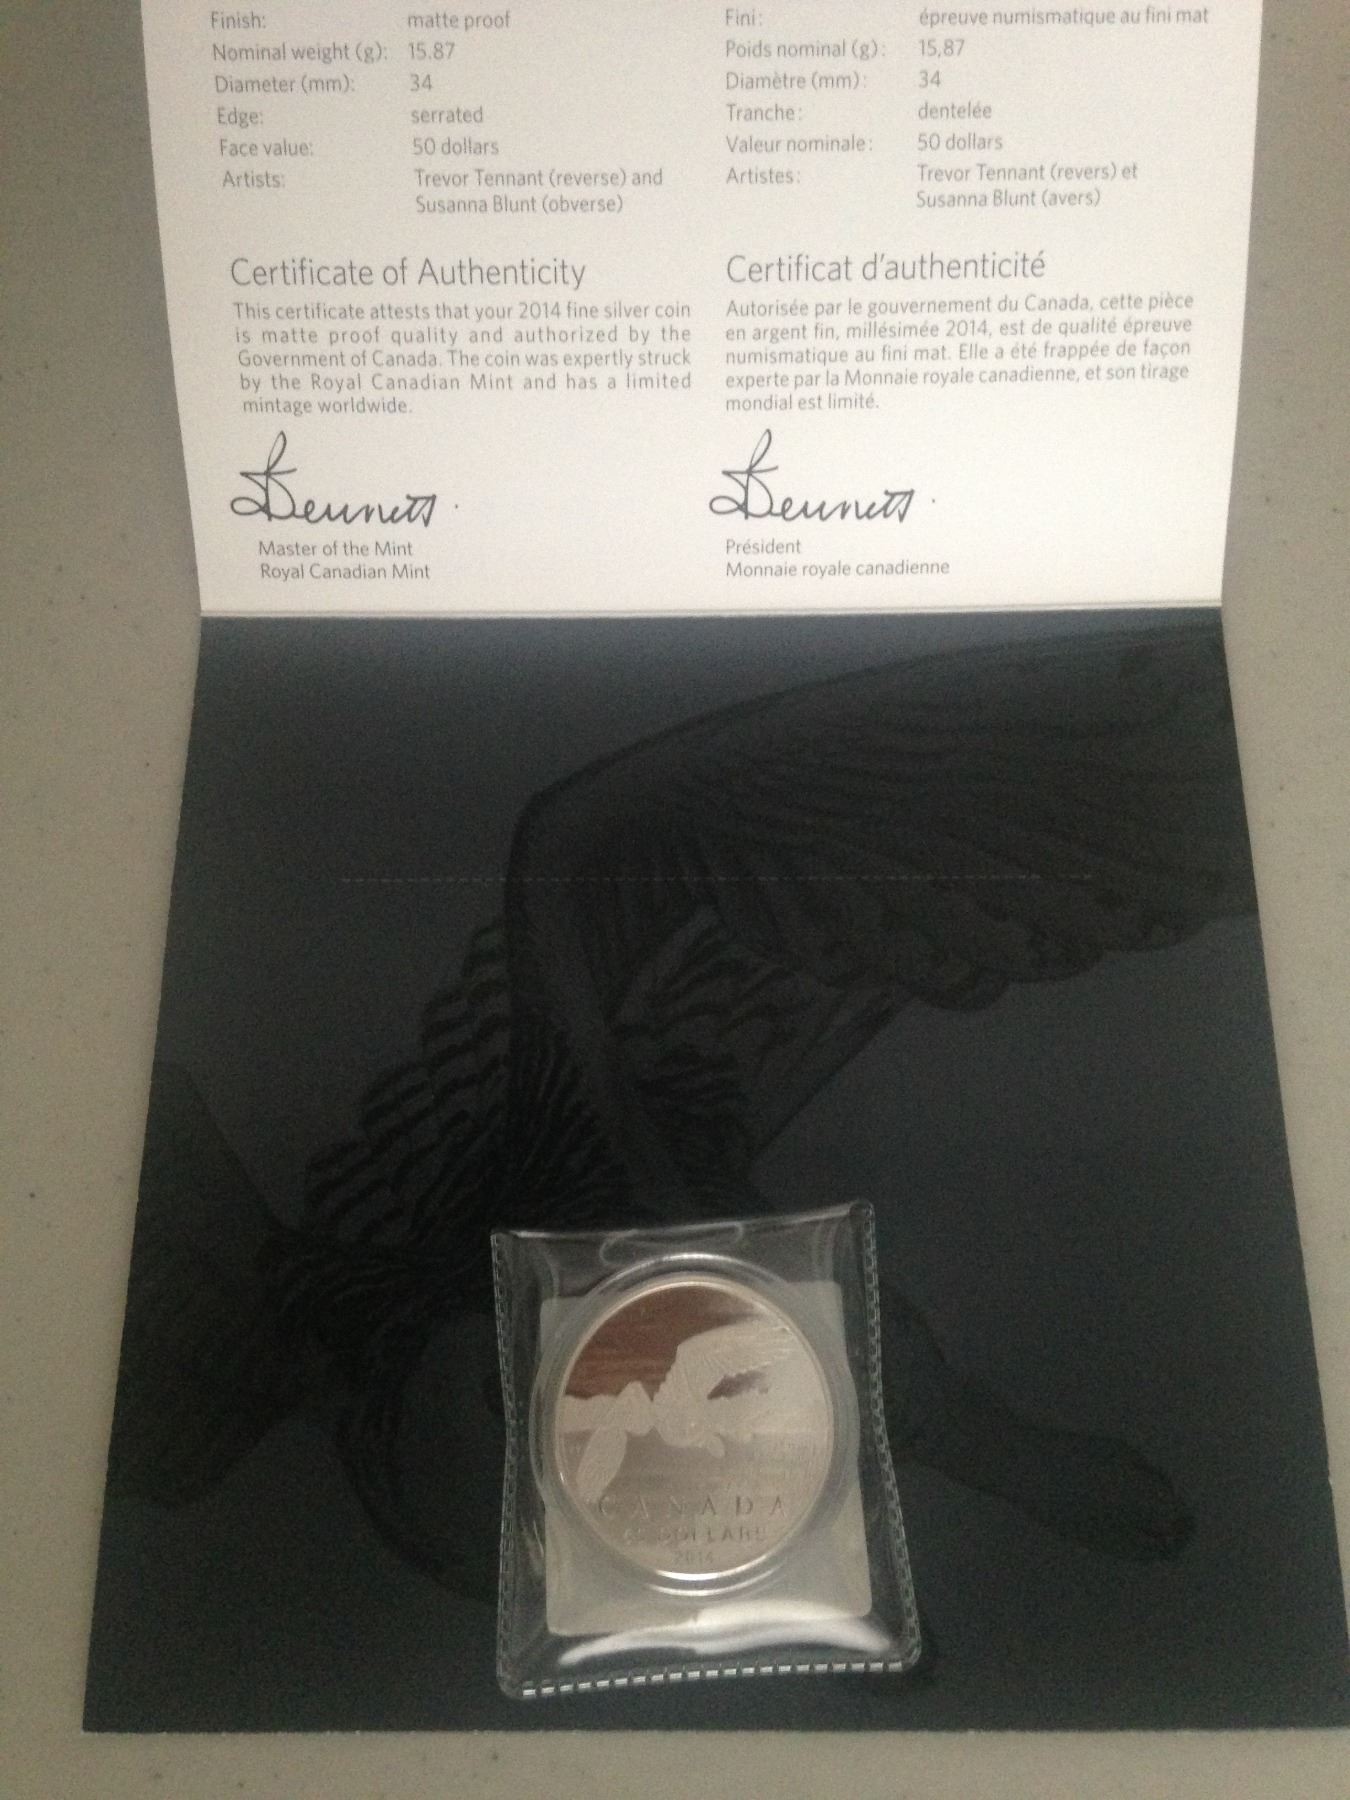 Finish: matte proof
Nominal weight (g): 15.87
Diameter (mm): 34
Edge: serrated
Face value: 50 dollars
Artists: Trevor Tennant (reverse) and
Susanna Blunt (obverse)
Certificate of Authenticity
This certificate attests that your 2014 fine silver coin
is matte proof quality and authorized by the
Government of Canada. The coin was expertly struck
by the Royal Canadian Mint and has a limited
mintage worldwide.
Bennett
Master of the Mint
Royal Canadian Mint
Fini: épreuve numismatique au fini mat
Poids nominal (g): 15,87
Diamètre (mm): 34
Tranche: dentelée
Valeur nominale: 50 dollars
Artistes: Trevor Tennant (revers) et
Susanna Blunt (avers)
Certificat d'authenticité
Autorisée par le gouvernement du Canada, cette pièce
en argent fin, millésimée 2014, est de qualité épreuve
numismatique au fini mat. Elle a été frappée de façon
experte par la Monnaie royale canadienne, et son tirage
mondial est limité.
Bennett
Président
Monnaie royale canadienne
CANADA
DOLLARS
2014